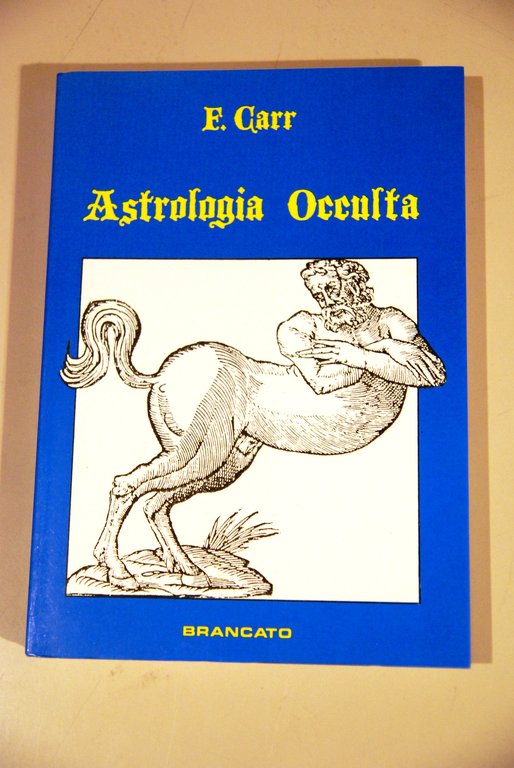 F. Carr
Astrologia Occulta
BRANCATO